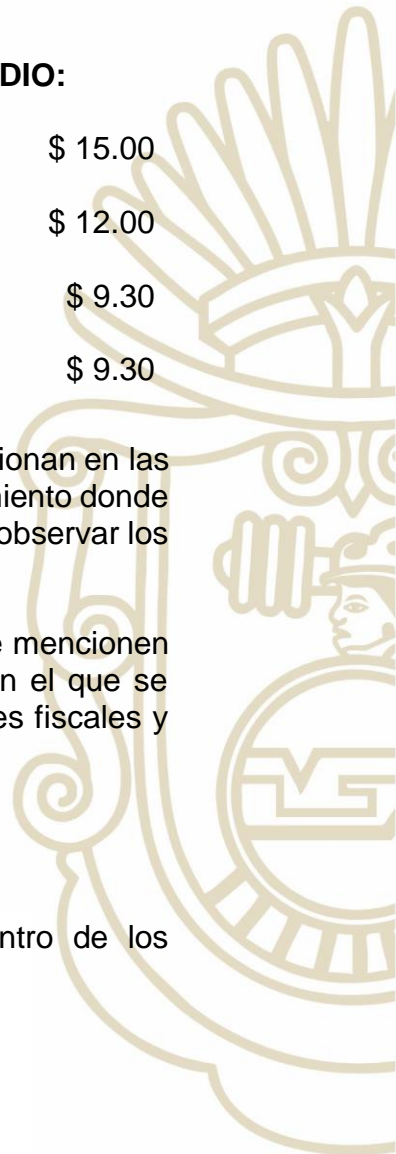 DIO:
$ 15.00
$ 12.00
$ 9.30
$ 9.30
cionan en las
niento donde
observar los
e mencionen
n el que se
es fiscales y
ntro de los